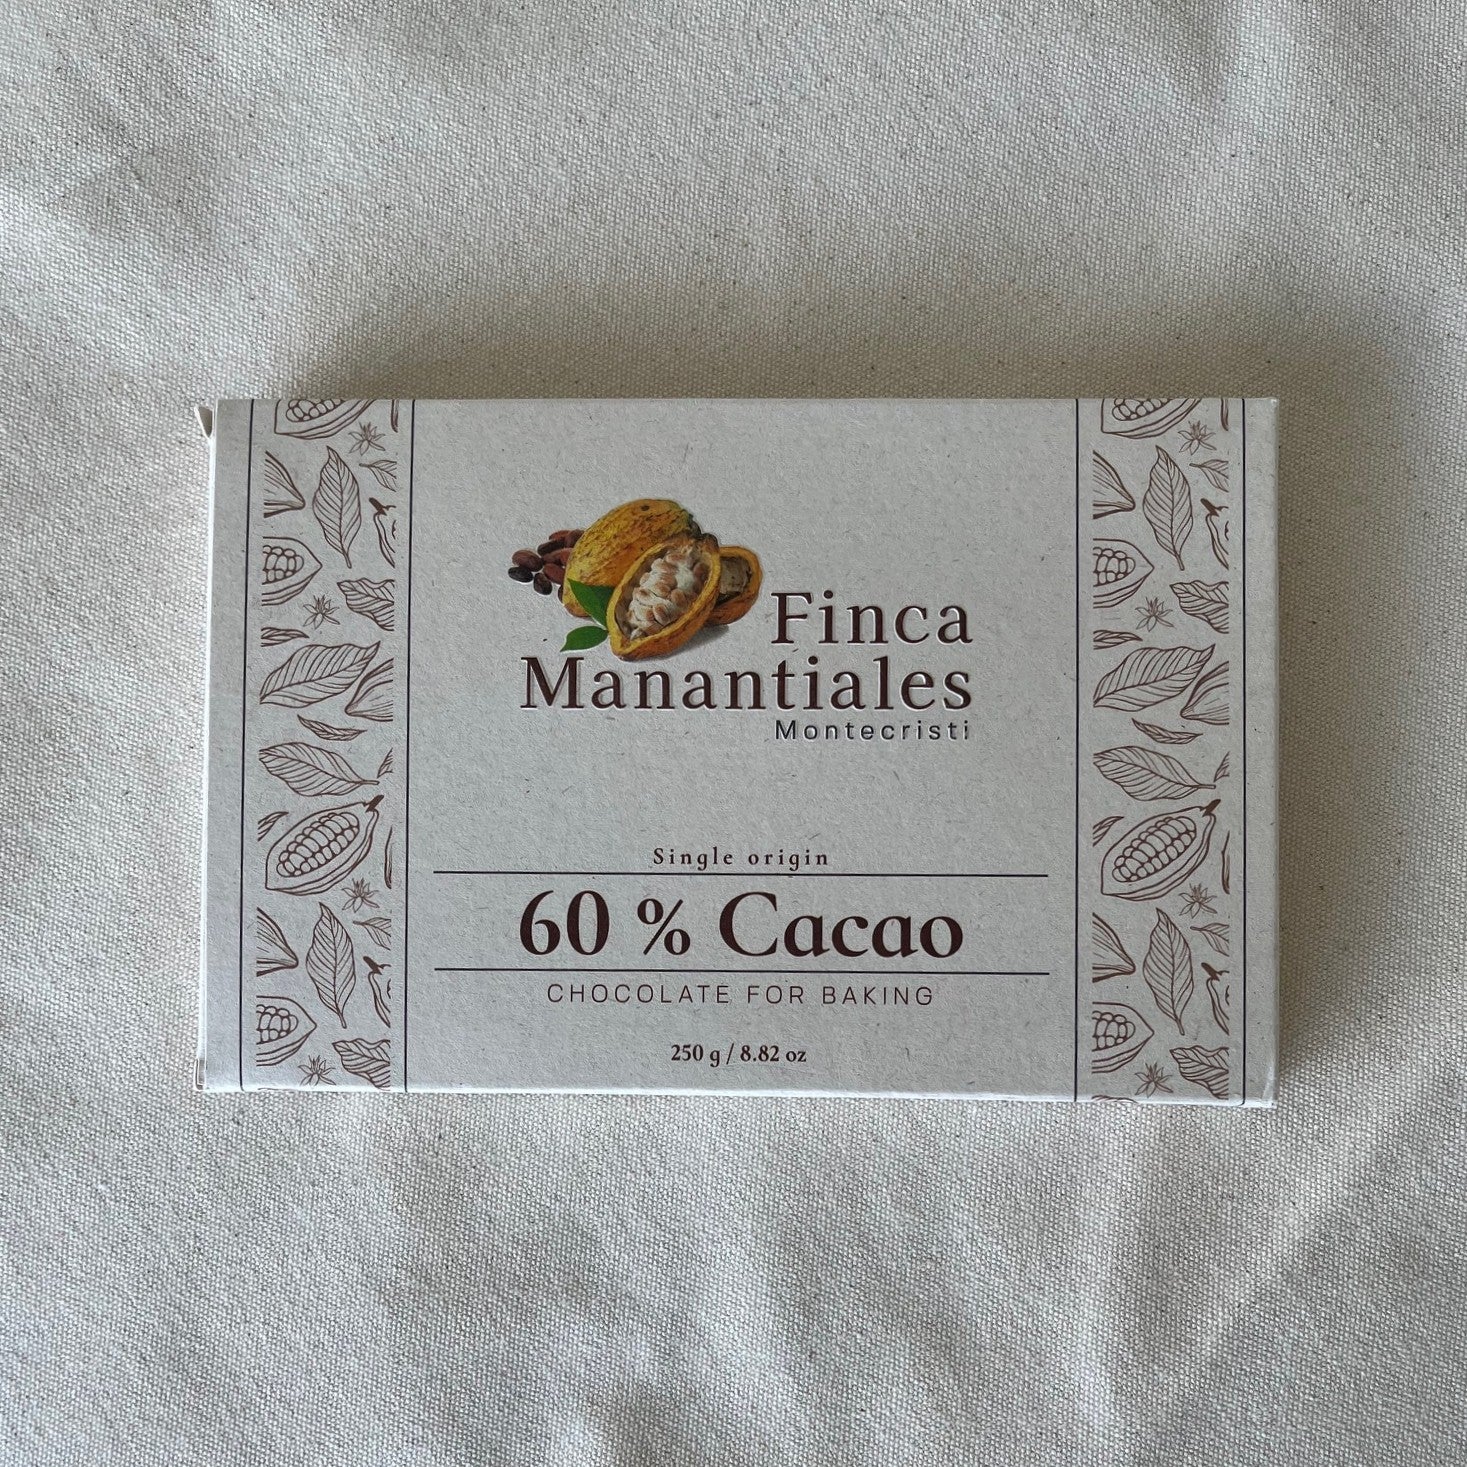 Finca
Manantiales
Montecristi
Single origin
60 % Cacao
CHOCOLATE FOR BAKING
250 g / 8.82 oz